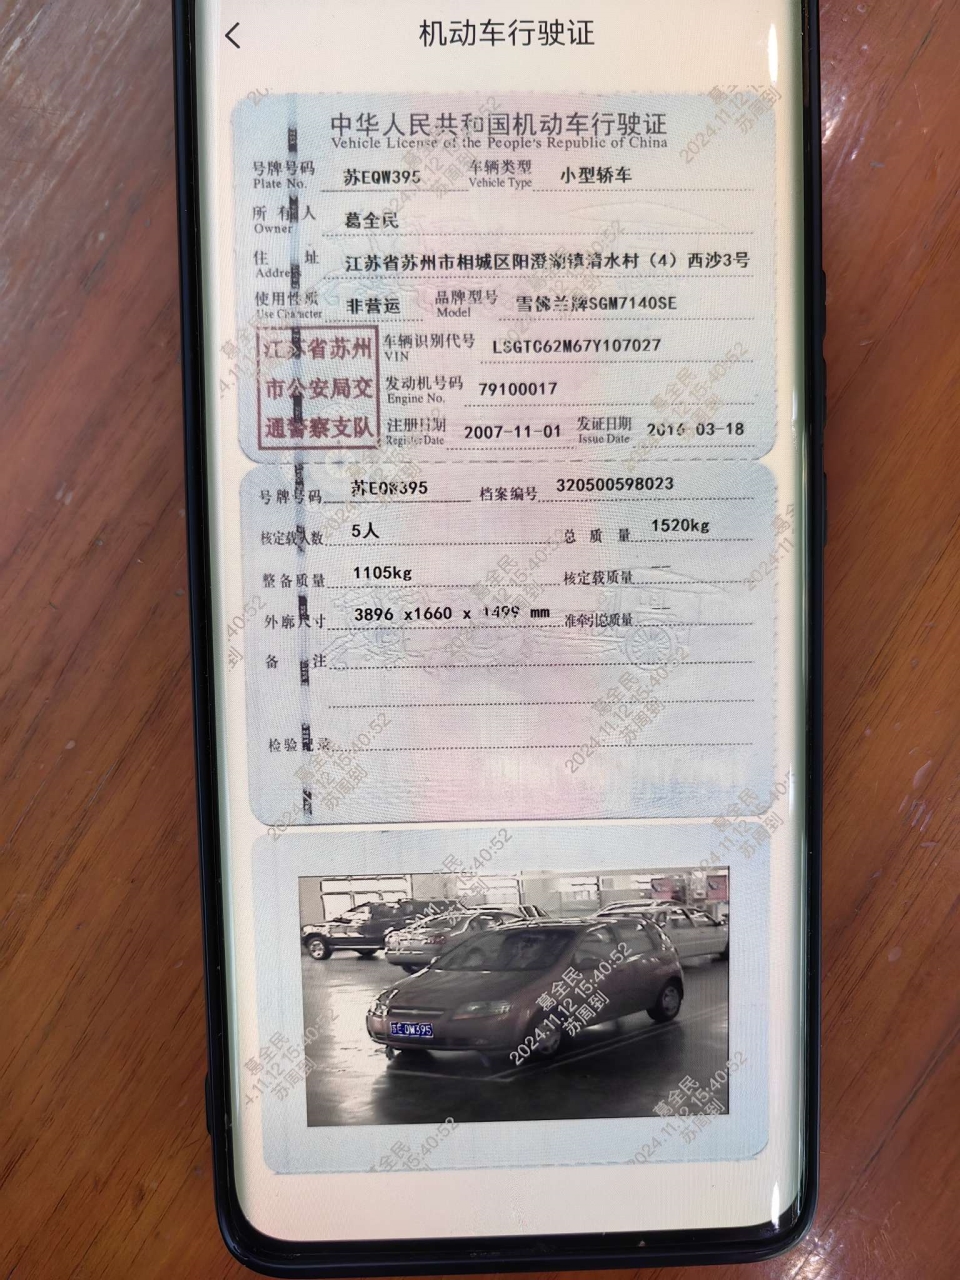 机动车行驶证
中华人民共和国机动车行驶证
Vehicle License of the People's Republic of China
号牌号码 苏EQW395 车辆类型 小型轿车
Plate No. Vehicle Type
所有人 葛全民
Owner
住址 江苏省苏州市相城区阳澄湖镇清水村（4）西沙3号
Address
使用性质 非营运 品牌型号 雪佛兰牌SGM7140SE
Use Character Model
江苏省苏州
市公安局交
通警察支队
车辆识别代号 LSGTC62M67Y107027
VIN
发动机号码 79100017
Engine No.
注册日期 2007-11-01 发证日期 2016-03-18
Register Date Issue Date
号牌号码 苏EQW395 档案编号 320500598023
核定载人数 5人 总质量 1520kg
整备质量 1105kg 核定载质量 --
外廓尺寸 3896 x1660 x 1499 mm 准牵引总质量 --
备注
检验记录
苏E·QW395
葛全民
2024.11.12 15:40:52
苏周到